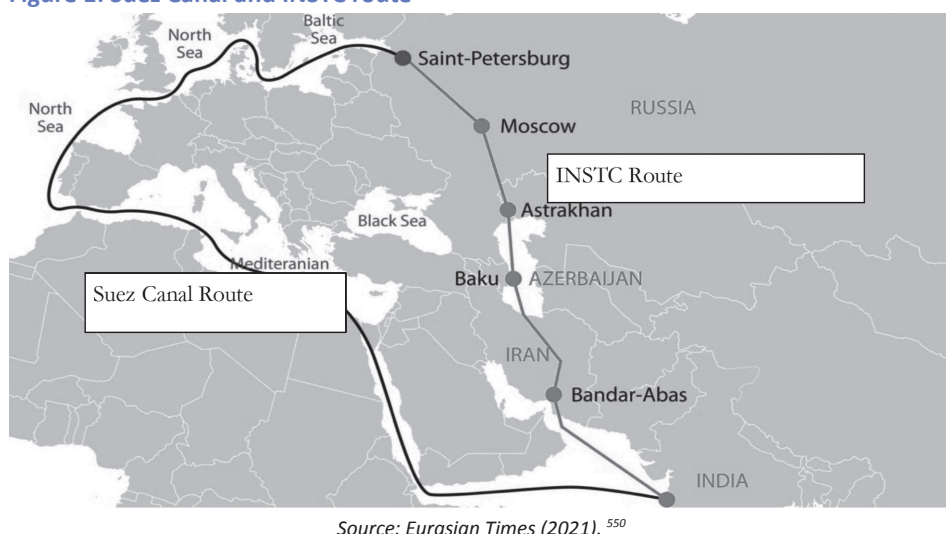 Figure 1: Suez Canal and INSTC route
Baltic
Sea
North
Sea
Saint-Petersburg
North
Sea
RUSSIA
Moscow
INSTC Route
Astrakhan
Black Sea
Mediteranian
Baku
AZERBAIJAN
Suez Canal Route
IRAN
Bandar-Abas
INDIA
Source: Eurasian Times (2021). 550